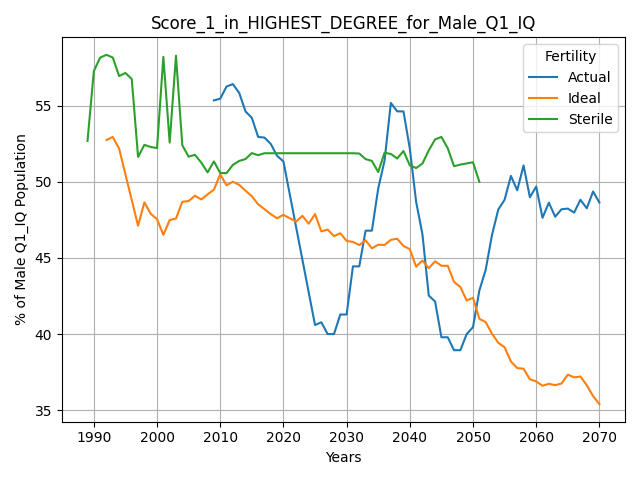 Score_1_in_HIGHEST_DEGREE_for_Male_Q1_IQ
Fertility
Actual
Ideal
Sterile
% of Male Q1_IQ Population
55
50
45
40
35
1990 2000 2010 2020 2030 2040 2050 2060 2070
Years